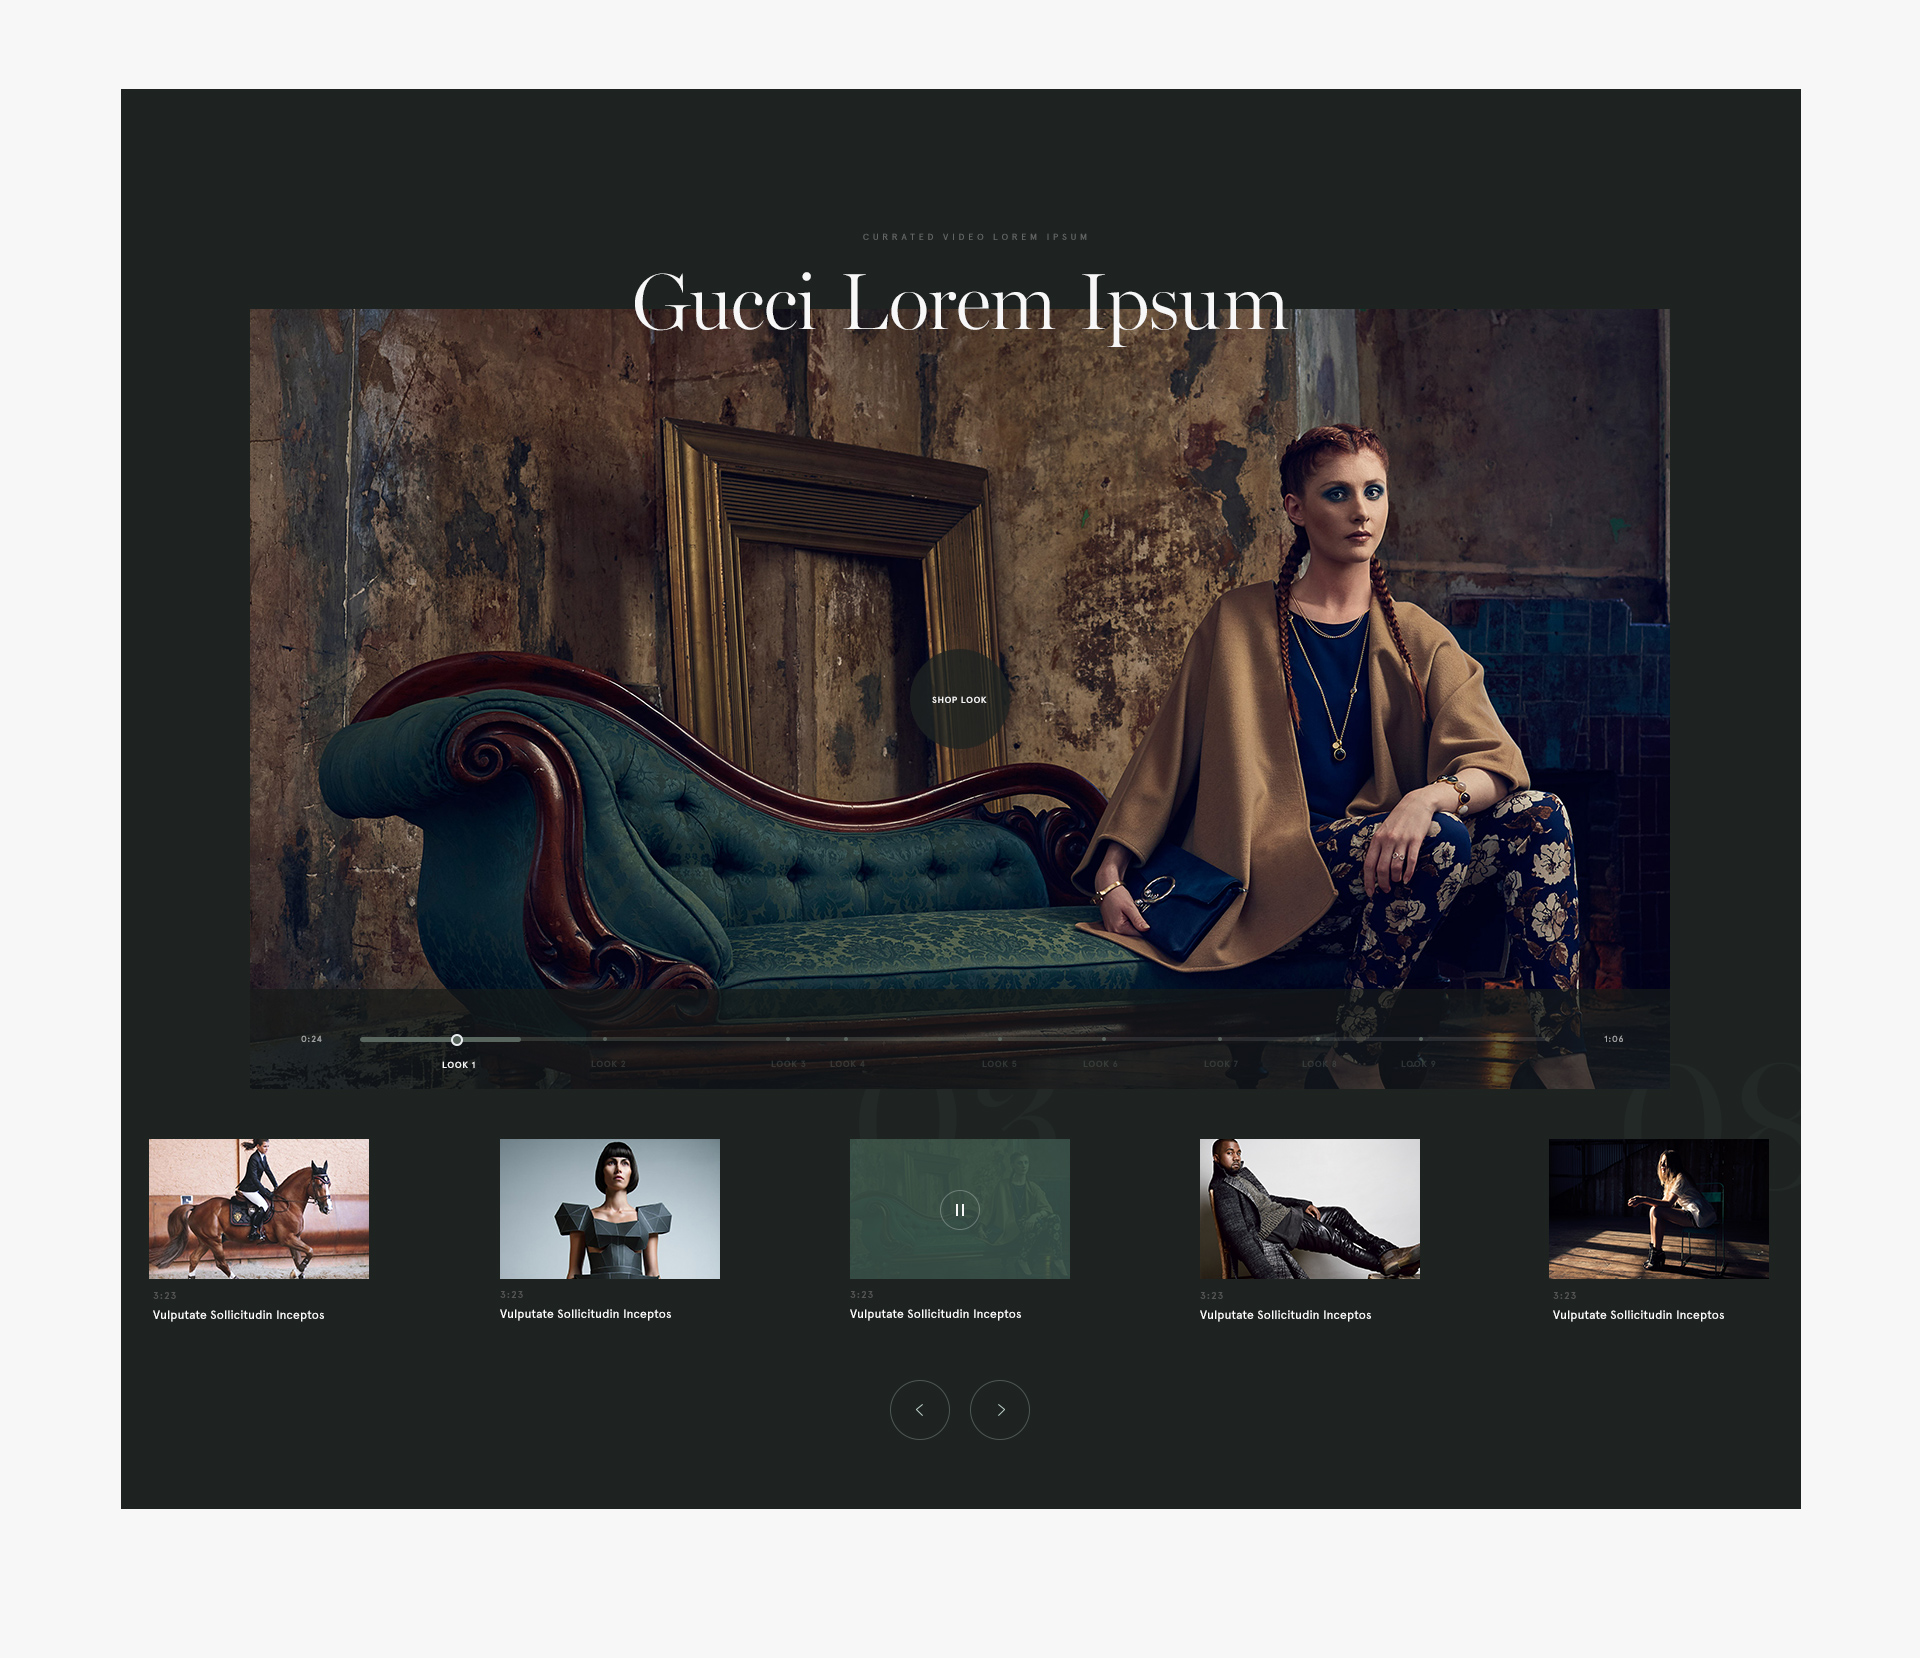 CURRATED VIDEO LOREM IPSUM
Gucci Lorem Ipsum
SHOP LOOK
0:24
1:06
LOOK 1
LOOK 2
LOOK 3
LOOK 4
LOOK 5
LOOK 6
LOOK 7
LOOK 8
LOOK 9
03
08
3:23
Vulputate Sollicitudin Inceptos
3:23
Vulputate Sollicitudin Inceptos
3:23
Vulputate Sollicitudin Inceptos
3:23
Vulputate Sollicitudin Inceptos
3:23
Vulputate Sollicitudin Inceptos